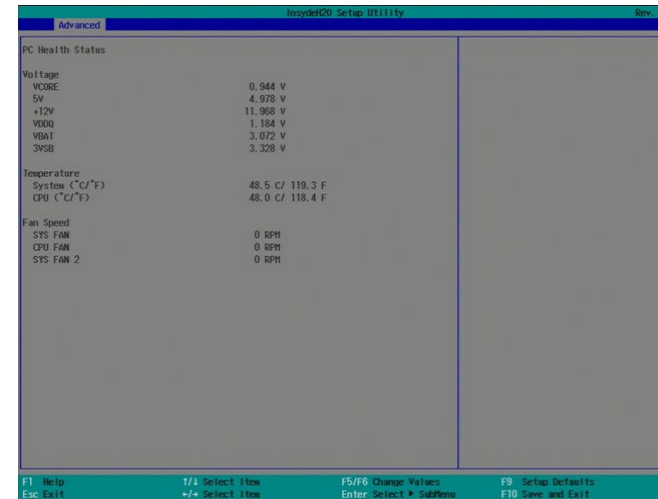 InsydeH20 Setup Utility Rev.
Advanced
PC Health Status
Voltage
VCORE 0.944 V
5V 4.978 V
+12V 11.968 V
VDDQ 1.184 V
VBAT 3.072 V
3VSB 3.328 V
Temperature
System (°C/°F) 48.5 C/ 119.3 F
CPU (°C/°F) 48.0 C/ 118.4 F
Fan Speed
SYS FAN 0 RPM
CPU FAN 0 RPM
SYS FAN 2 0 RPM
F1 Help ↑/↓ Select Item F5/F6 Change Values F9 Setup Defaults
Esc Exit ←/→ Select Item Enter Select ▶ SubMenu F10 Save and Exit